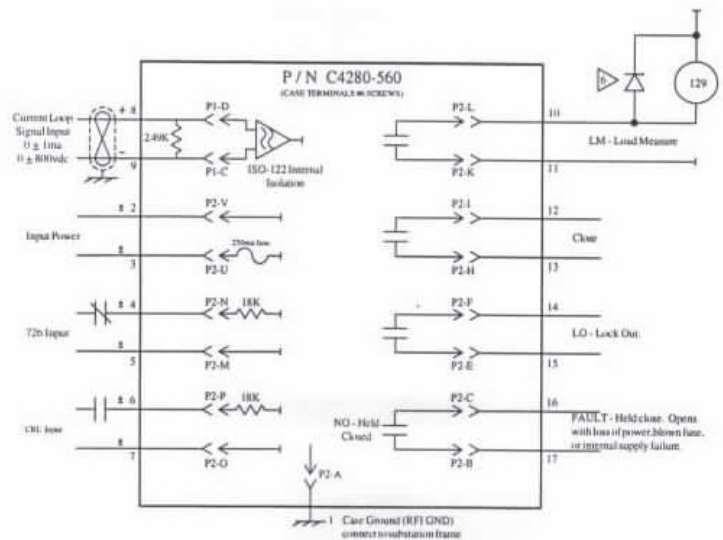 P / N C4280-560
(CASE TERMINALS #6 SCREWS)
Current Loop
Signal Input
0 ± 1ma
0 ± 800vdc
+ 8
-
9
2.49K
P1-D
P1-C
ISO-122 Internal
Isolation
Input Power
± 2
±
3
P2-V
P2-U
250ma fuse
72b Input
± 4
±
5
P2-N
18K
P2-M
Input
± 6
±
7
P2-P
18K
P2-O
P2-A
1 Case Ground (RFI GND)
connect to substation frame
P2-L
10
P2-K
11
LM - Load Measure
6
129
P2-I
12
P2-H
13
Close
P2-F
14
P2-E
15
LO - Lock Out.
NO - Held
Closed
P2-C
16
P2-B
17
FAULT - Held close. Opens
with loss of power, blown fuse,
or internal supply failure.